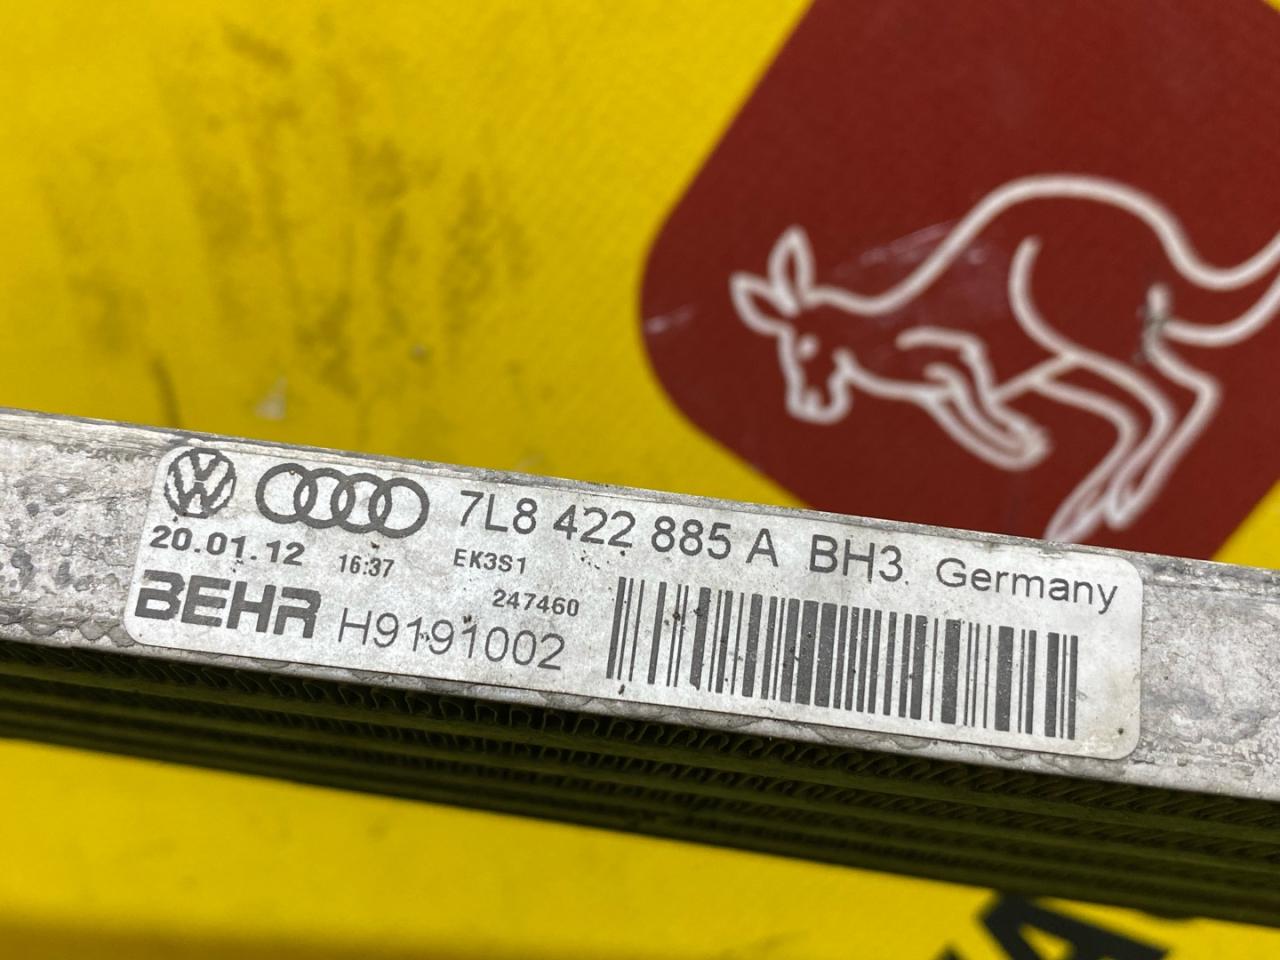 7L8 422 885 A BH3 Germany
20.01.12 16:37 EK3S1
247460
BEHR H9191002